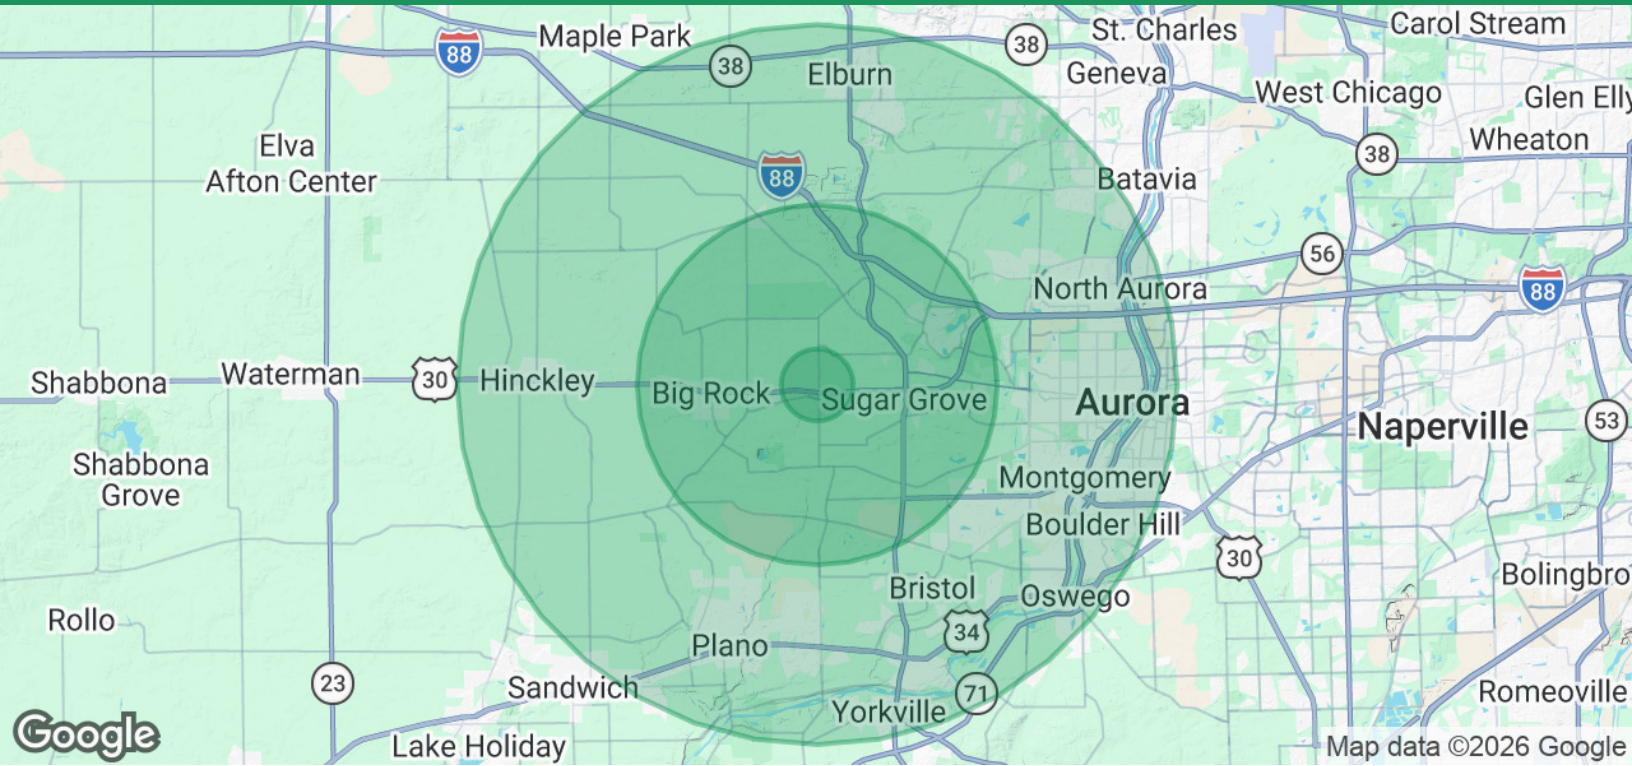 Maple Park
St. Charles
Carol Stream
88
38
38
Elburn
Geneva
West Chicago
Glen Elly
Wheaton
Elva
Afton Center
88
Batavia
38
56
North Aurora
88
Shabbona
Waterman
30
Hinckley
Big Rock
Sugar Grove
Aurora
Naperville
53
Shabbona
Grove
Montgomery
Boulder Hill
30
Bristol
Oswego
Bolingbro
Rollo
34
Plano
23
Sandwich
71
Romeoville
Yorkville
Google
Lake Holiday
Map data ©2026 Google